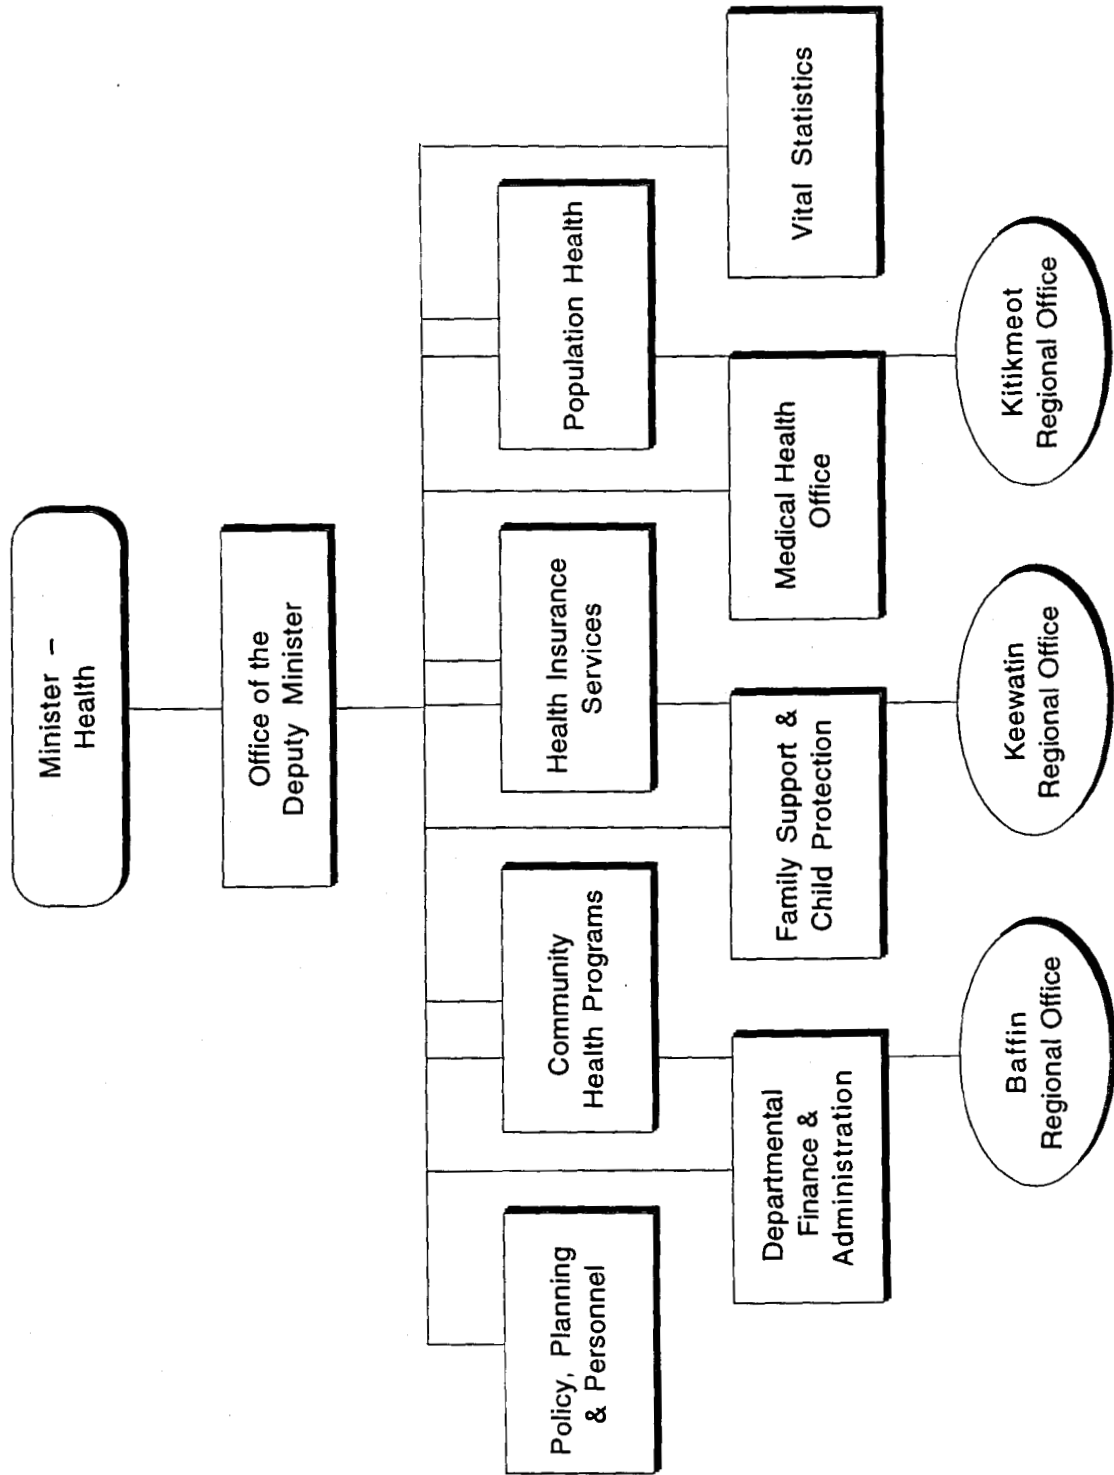 Minister –
Health
Office of the
Deputy Minister
Policy, Planning
& Personnel
Community
Health Programs
Health Insurance
Services
Population Health
Departmental
Finance &
Administration
Family Support &
Child Protection
Medical Health
Office
Vital Statistics
Baffin
Regional Office
Keewatin
Regional Office
Kitikmeot
Regional Office